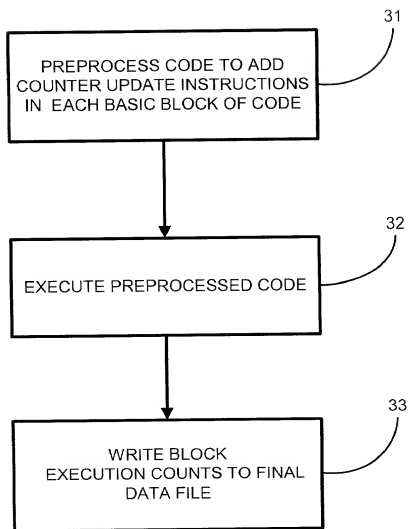 31
PREPROCESS CODE TO ADD
COUNTER UPDATE INSTRUCTIONS
IN EACH BASIC BLOCK OF CODE
32
EXECUTE PREPROCESSED CODE
33
WRITE BLOCK
EXECUTION COUNTS TO FINAL
DATA FILE